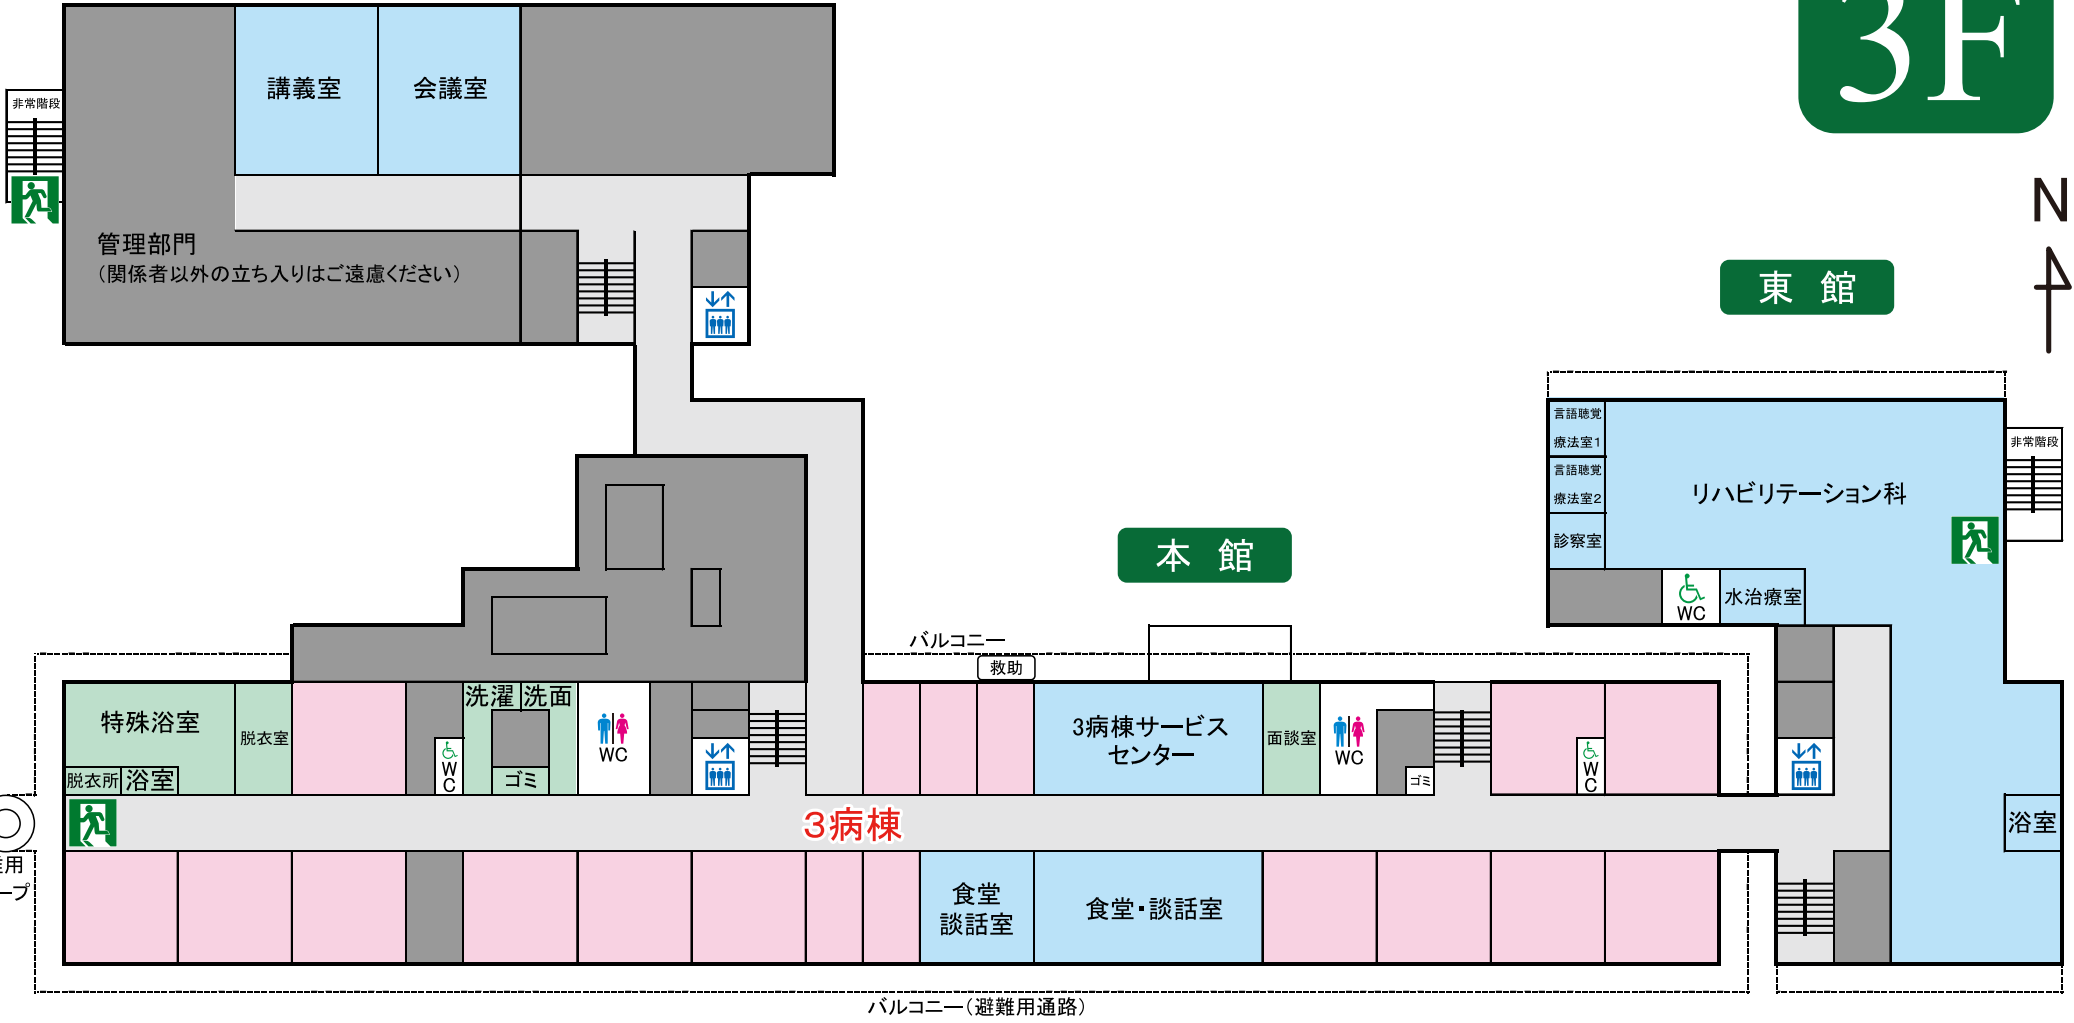 3F
N
講義室
会議室
非常階段
管理部門
（関係者以外の立ち入りはご遠慮ください）
東館
言語聴覚
療法室1
言語聴覚
療法室2
診察室
リハビリテーション科
非常階段
本館
WC
水治療室
バルコニー
救助
特殊浴室
脱衣室
脱衣所
浴室
WC
洗濯
洗面
ゴミ
WC
3病棟サービス
センター
面談室
WC
ゴミ
WC
3病棟
浴室
用
ープ
食堂
談話室
食堂・談話室
バルコニー（避難用通路）